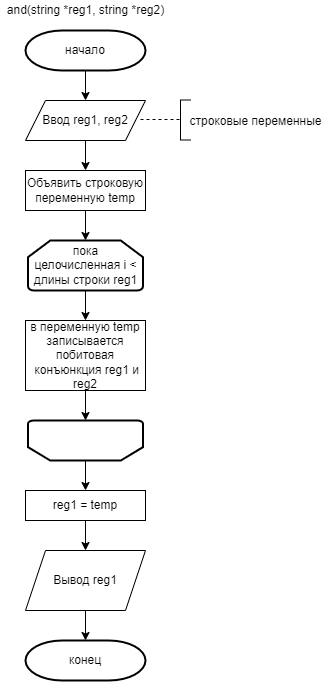 and(string *reg1, string *reg2)
начало
Ввод reg1, reg2
строковые переменные
Объявить строковую
переменную temp
пока
целочисленная i <
длины строки reg1
в переменную temp
записывается
побитовая
конъюнкция reg1 и
reg2
reg1 = temp
Вывод reg1
конец